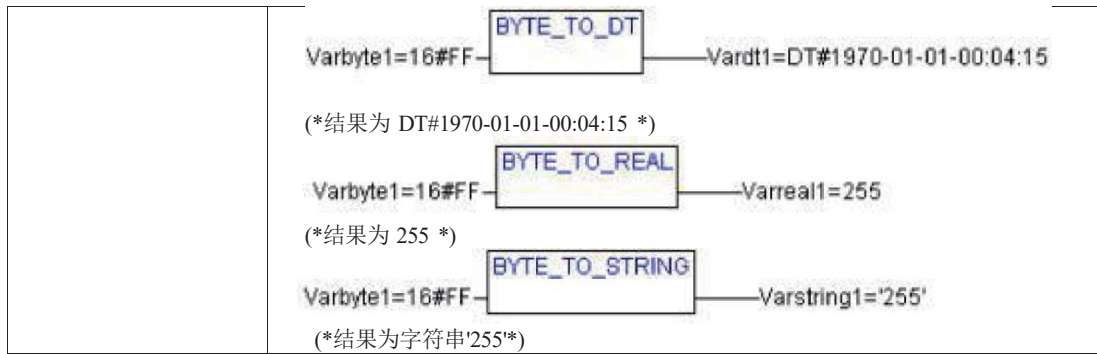 BYTE_TO_DT
Varbyte1=16#FF
Vardt1=DT#1970-01-01-00:04:15
(*结果为 DT#1970-01-01-00:04:15 *)
BYTE_TO_REAL
Varbyte1=16#FF
Varreal1=255
(*结果为 255 *)
BYTE_TO_STRING
Varbyte1=16#FF
Varstring1='255'
(*结果为字符串'255'*)